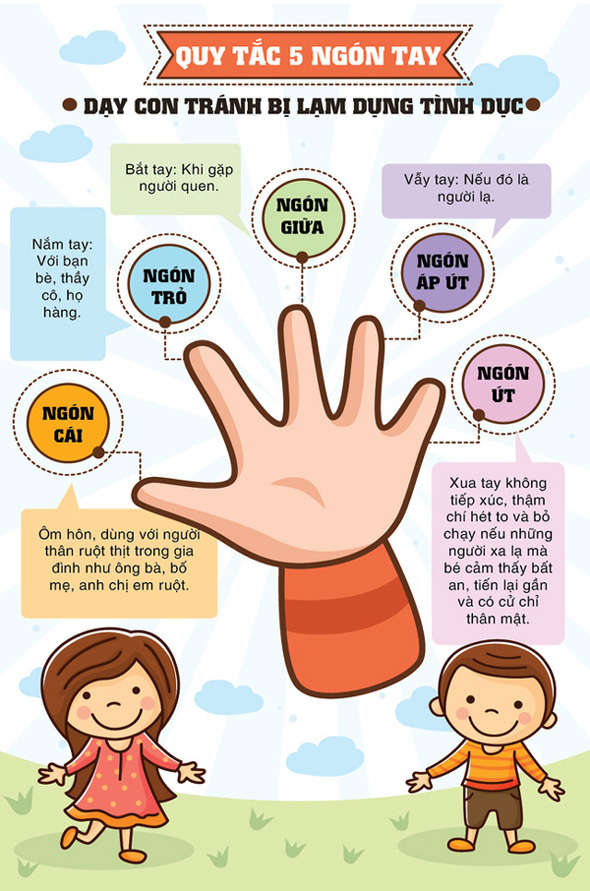 QUY TẮC 5 NGÓN TAY
DẠY CON TRÁNH BỊ LẠM DỤNG TÌNH DỤC
Bắt tay: Khi gặp
người quen.
NGÓN
GIỮA
Vẫy tay: Nếu đó là
người lạ.
Nắm tay:
Với bạn
bè, thầy
cô, họ
hàng.
NGÓN
TRỎ
NGÓN
ÁP ÚT
NGÓN
CÁI
NGÓN
ÚT
Ôm hôn, dùng với người
thân ruột thịt trong gia
đình như ông bà, bố
mẹ, anh chị em ruột.
Xua tay không
tiếp xúc, thậm
chí hét to và bỏ
chạy nếu những
người xa lạ mà
bé cảm thấy bất
an, tiến lại gần
và có cử chỉ
thân mật.